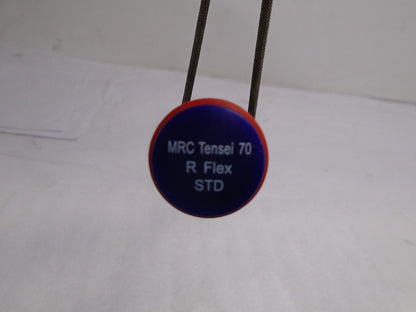 MRC Tensei 70
R Flex
STD